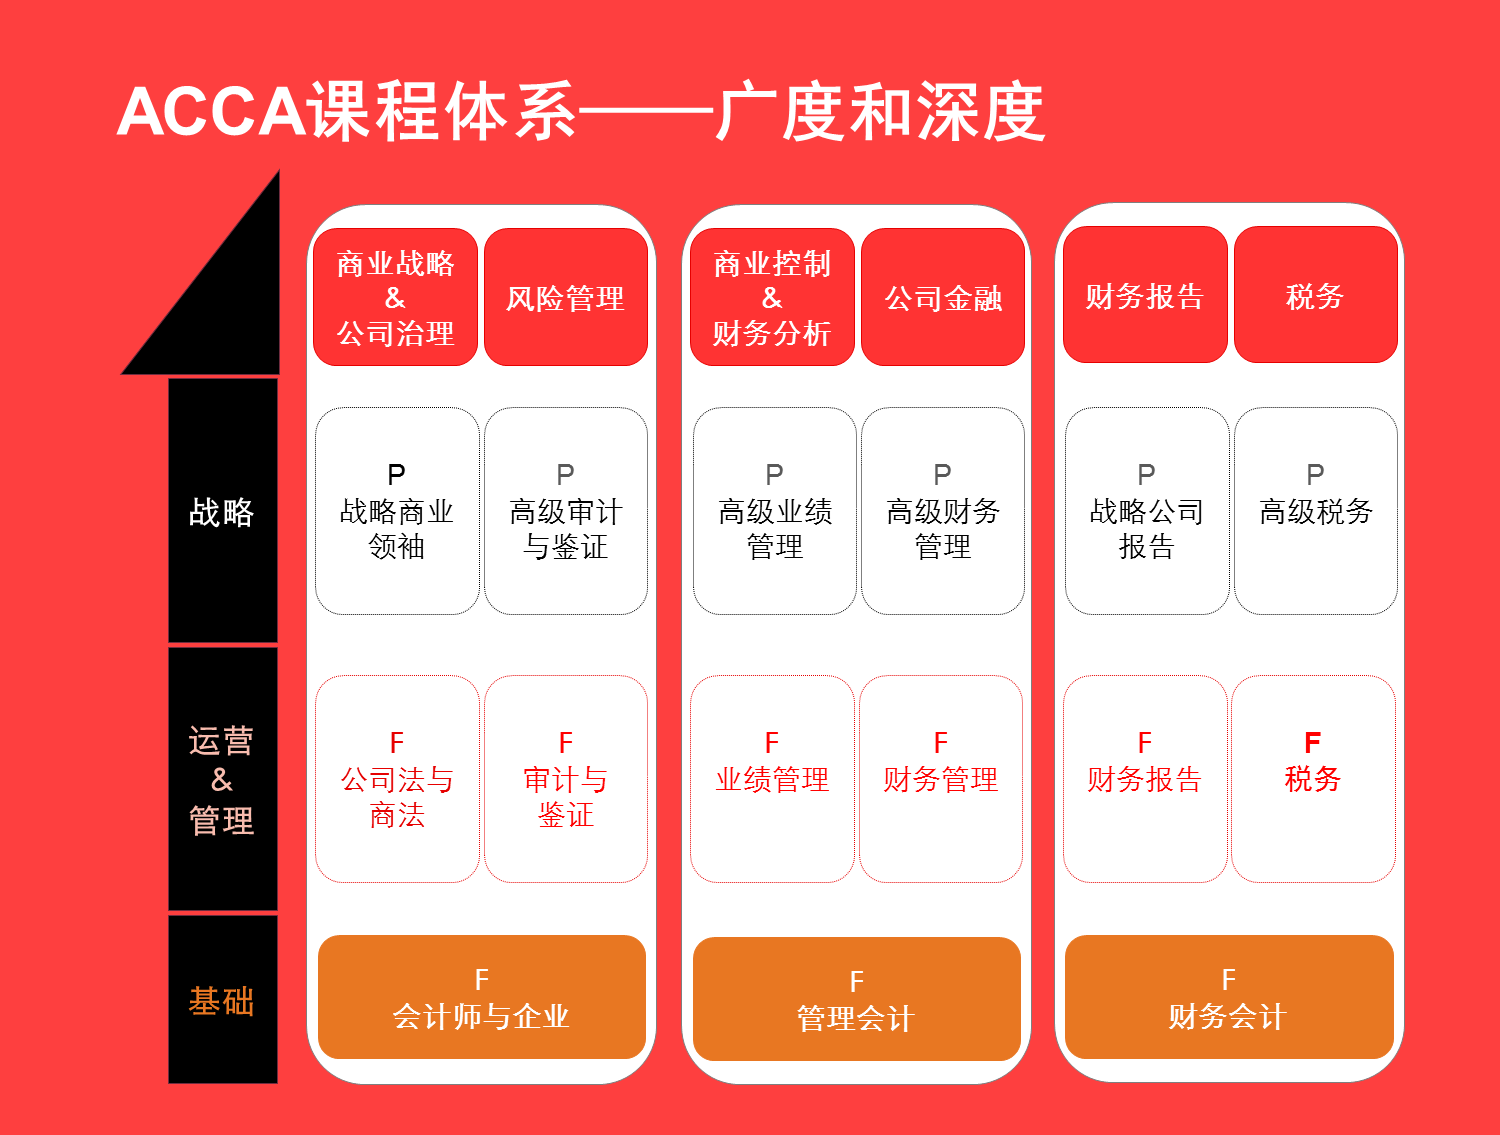 ACCA课程体系——广度和深度
商业战略
&
公司治理
风险管理
商业控制
&
财务分析
公司金融
财务报告
税务
战略
P
战略商业
领袖
P
高级审计
与鉴证
P
高级业绩
管理
P
高级财务
管理
P
战略公司
报告
P
高级税务
运营
&
管理
F
公司法与
商法
F
审计与
鉴证
F
业绩管理
F
财务管理
F
财务报告
F
税务
基础
F
会计师与企业
F
管理会计
F
财务会计